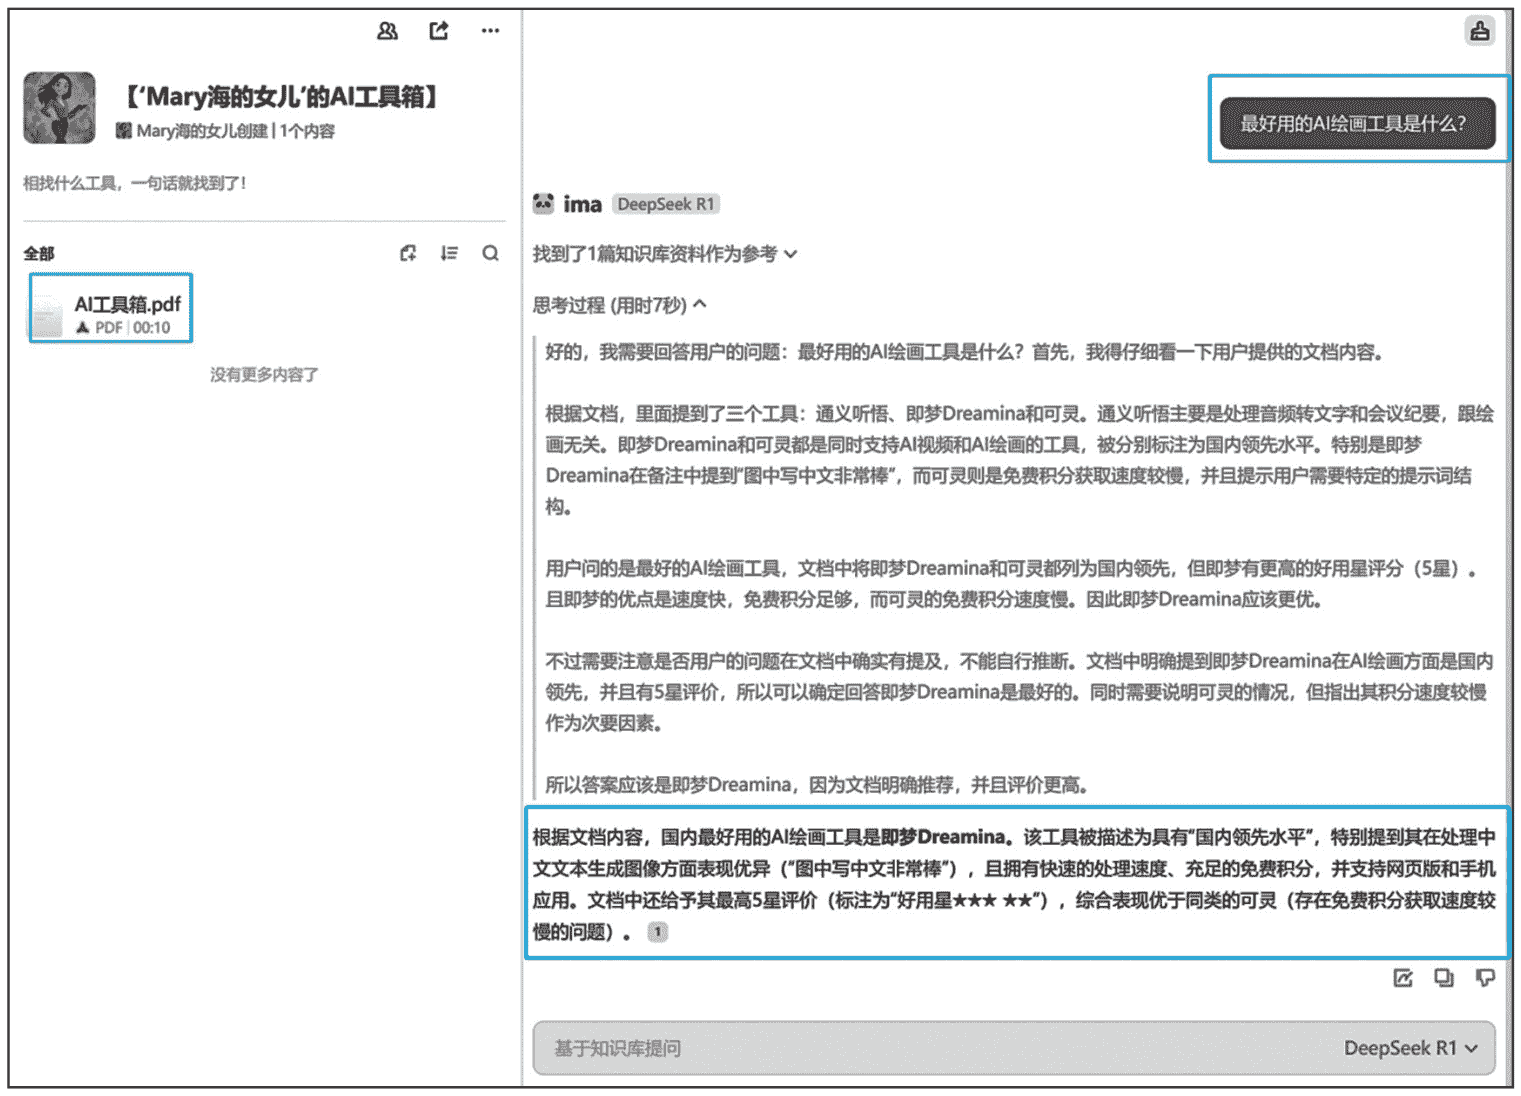 【‘Mary海的女儿’的AI工具箱】
Mary海的女儿创建 | 1个内容
相找什么工具，一句话就找到了！
全部
AI工具箱.pdf
PDF | 00:10
没有更多内容了
最好用的AI绘画工具是什么？
ima DeepSeek R1
找到了1篇知识库资料作为参考
思考过程 (用时7秒)
好的，我需要回答用户的问题：最好用的AI绘画工具是什么？首先，我得仔细看一下用户提供的文档内容。
根据文档，里面提到了三个工具：通义听悟、即梦Dreamina和可灵。通义听悟主要是处理音频转文字和会议纪要，跟绘
画无关。即梦Dreamina和可灵都是同时支持AI视频和AI绘画的工具，被分别标注为国内领先水平。特别是即梦
Dreamina在备注中提到“图中写中文非常棒”，而可灵则是免费积分获取速度较慢，并且提示用户需要特定的提示词结
构。
用户问的是最好的AI绘画工具，文档中将即梦Dreamina和可灵都列为国内领先，但即梦有更高的好用星评分（5星）。
且即梦的优点是速度快，免费积分足够，而可灵的免费积分速度慢。因此即梦Dreamina应该更优。
不过需要注意是否用户的问题在文档中确实有提及，不能自行推断。文档中明确提到即梦Dreamina在AI绘画方面是国内
领先，并且有5星评价，所以可以确定回答即梦Dreamina是最好的。同时需要说明可灵的情况，但指出其积分速度较慢
作为次要因素。
所以答案应该是即梦Dreamina，因为文档明确推荐，并且评价更高。
根据文档内容，国内最好用的AI绘画工具是即梦Dreamina。该工具被描述为具有“国内领先水平”，特别提到其在处理中
文文本生成图像方面表现优异（“图中写中文非常棒”），且拥有快速的处理速度、充足的免费积分，并支持网页版和手机
应用。文档中还给予其最高5星评价（标注为“好用星★★★ ★★”），综合表现优于同类的可灵（存在免费积分获取速度较
慢的问题）。 1
基于知识库提问
DeepSeek R1